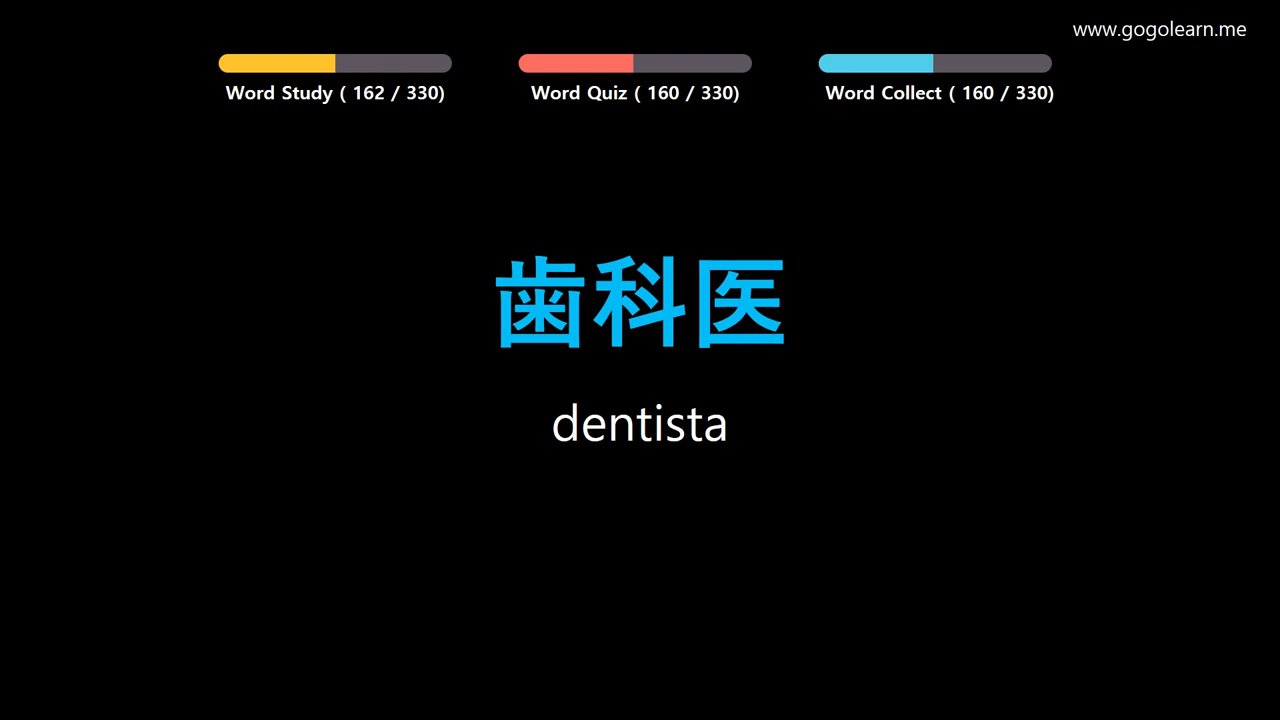 www.gogolearn.me
Word Study ( 162 / 330)
Word Quiz ( 160 / 330)
Word Collect ( 160 / 330)
歯科医
dentista